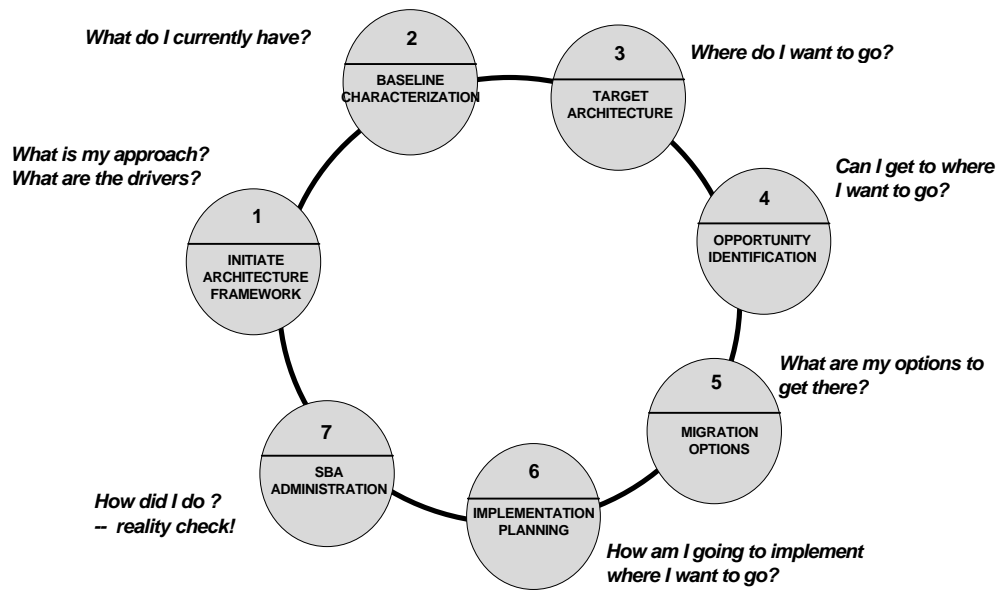 What do I currently have?
2
BASELINE
CHARACTERIZATION
3
TARGET
ARCHITECTURE
Where do I want to go?
What is my approach?
What are the drivers?
1
INITIATE
ARCHITECTURE
FRAMEWORK
4
OPPORTUNITY
IDENTIFICATION
Can I get to where
I want to go?
5
MIGRATION
OPTIONS
What are my options to
get there?
6
IMPLEMENTATION
PLANNING
How am I going to implement
where I want to go?
7
SBA
ADMINISTRATION
How did I do ?
-- reality check!